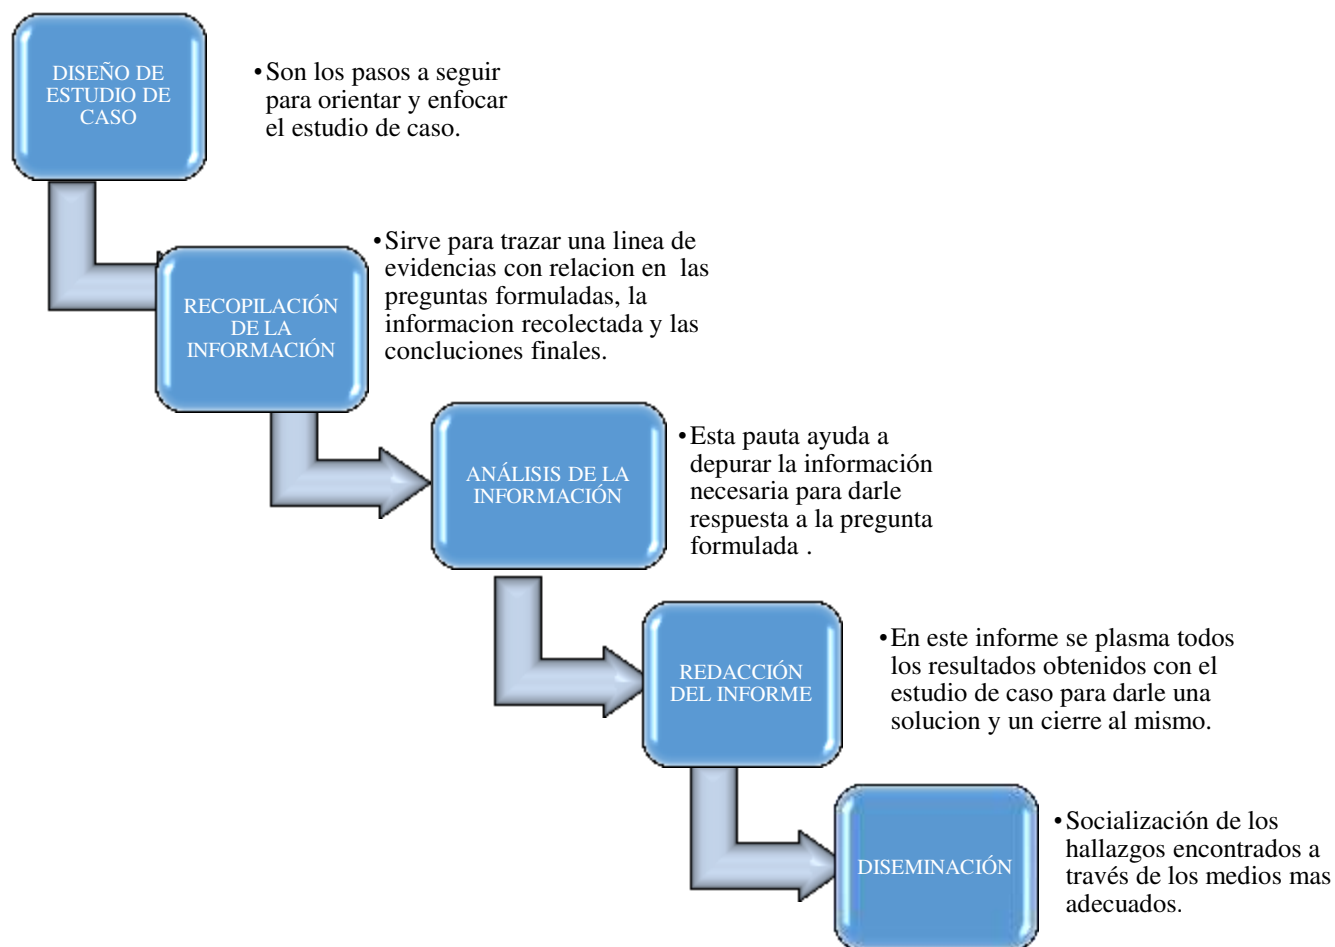 DISEÑO DE
ESTUDIO DE
CASO
•Son los pasos a seguir
para orientar y enfocar
el estudio de caso.
RECOPILACIÓN
DE LA
INFORMACIÓN
•Sirve para trazar una linea de
evidencias con relacion en  las
preguntas formuladas, la
informacion recolectada y las
concluciones finales.
ANÁLISIS DE LA
INFORMACIÓN
•Esta pauta ayuda a
depurar la información
necesaria para darle
respuesta a la pregunta
formulada .
REDACCIÓN
DEL INFORME
•En este informe se plasma todos
los resultados obtenidos con el
estudio de caso para darle una
solucion y un cierre al mismo.
DISEMINACIÓN
•Socialización de los
hallazgos encontrados a
través de los medios mas
adecuados.